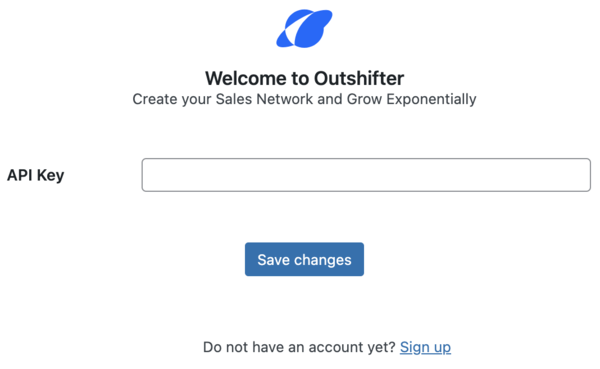 Welcome to Outshifter
Create your Sales Network and Grow Exponentially
API Key
Save changes
Do not have an account yet? Sign up